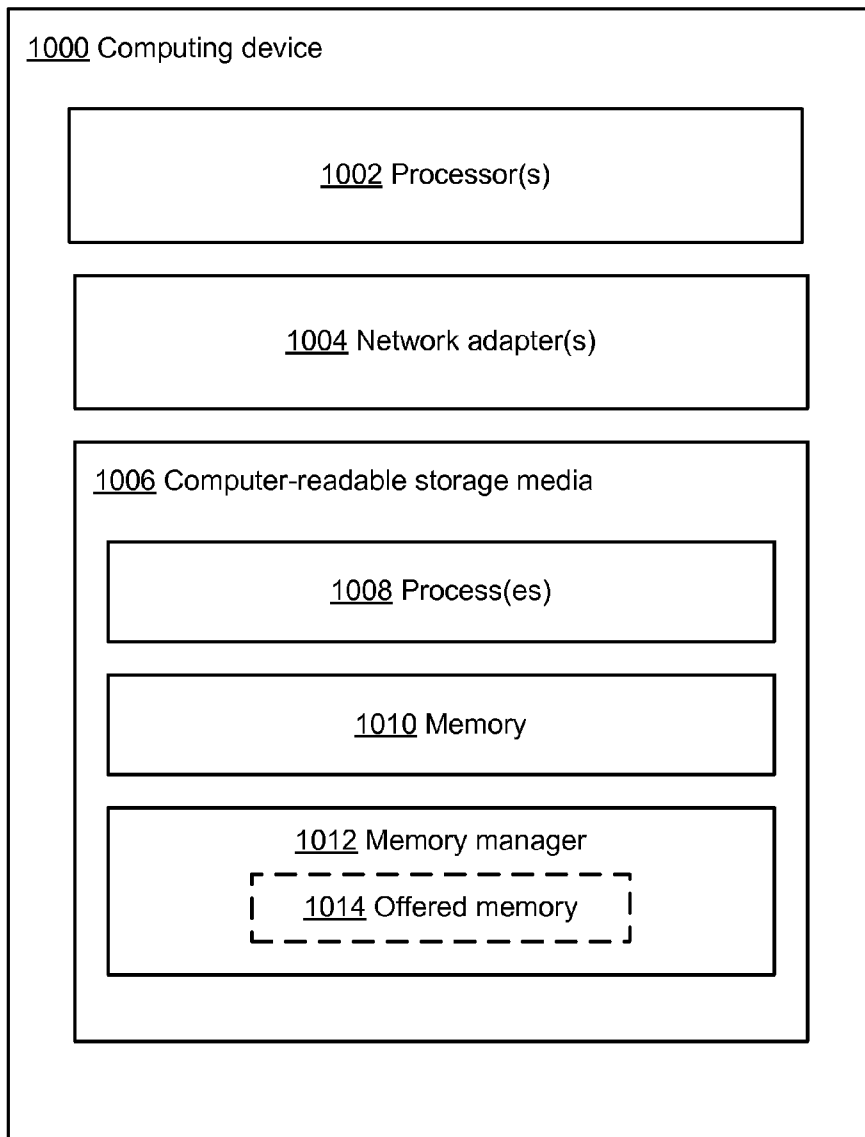 1000 Computing device
1002 Processor(s)
1004 Network adapter(s)
1006 Computer-readable storage media
1008 Process(es)
1010 Memory
1012 Memory manager
1014 Offered memory